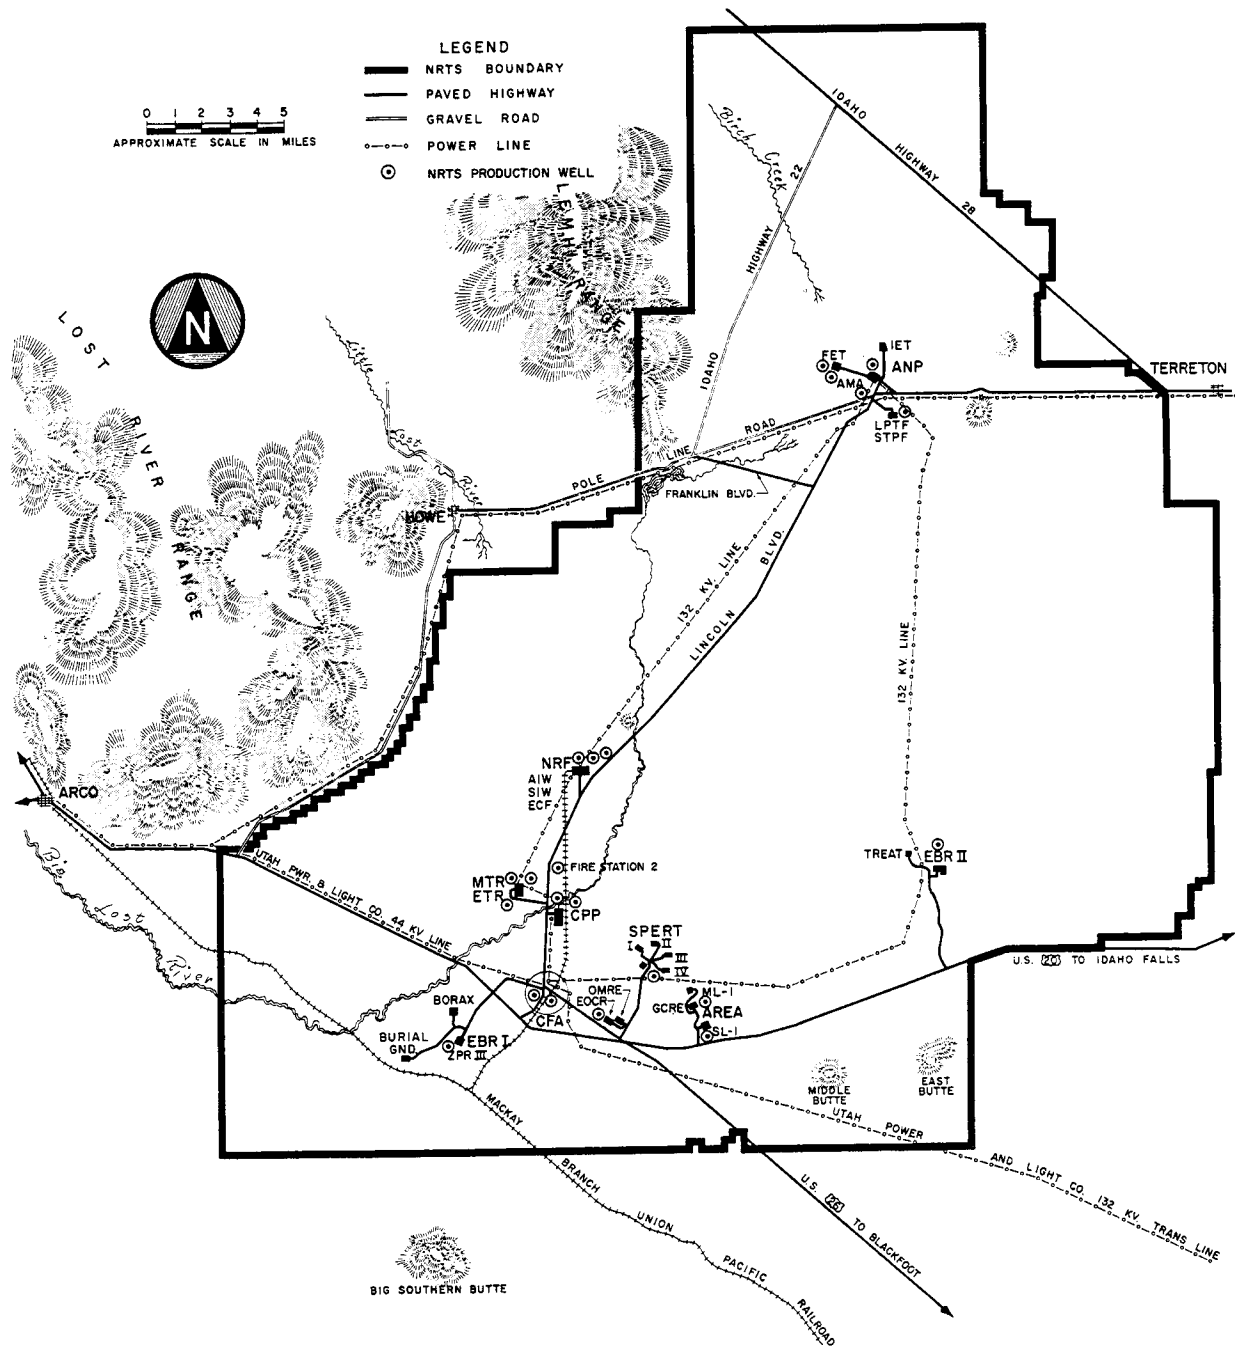 LEGEND
NRTS BOUNDARY
PAVED HIGHWAY
GRAVEL ROAD
POWER LINE
NRTS PRODUCTION WELL
0 1 2 3 4 5
APPROXIMATE SCALE IN MILES
N
LOST RIVER RANGE
LEMHI RANGE
Birch Creek
IDAHO HIGHWAY 28
IDAHO HIGHWAY 22
Little Lost River
IET
FET
ANP
AMA
LPTF
STPF
TERRETON
POLE LINE ROAD
FRANKLIN BLVD.
HOWE
132 KV. LINE
LINCOLN BLVD.
132 KV LINE
NRF
AIW
SIW
ECF
ARCO
UTAH PWR. & LIGHT CO. 44 KV LINE
FIRE STATION 2
MTR
ETR
CPP
TREAT
EBR II
Big Lost River
SPERT
I
II
III
IV
U.S. 20 TO IDAHO FALLS
OMRE
EOCR
ML-1
GCRE
AREA
SL-1
BORAX
CFA
BURIAL
GND
EBR I
ZPR III
MIDDLE
BUTTE
EAST
BUTTE
UTAH POWER AND LIGHT CO. 132 KV. TRANS LINE
MACKAY BRANCH UNION PACIFIC RAILROAD
U.S. 26 TO BLACKFOOT
BIG SOUTHERN BUTTE